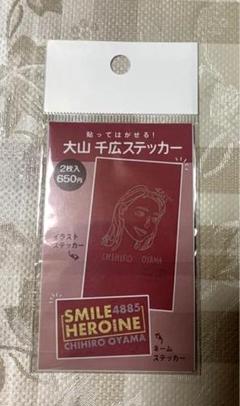 貼ってはがせる!
大山 千広ステッカー
2枚入
650円
イラスト
ステッカー
CHIHIRO OYAMA
SMILE 4885
HEROINE
CHIHIRO OYAMA
ネーム
ステッカー